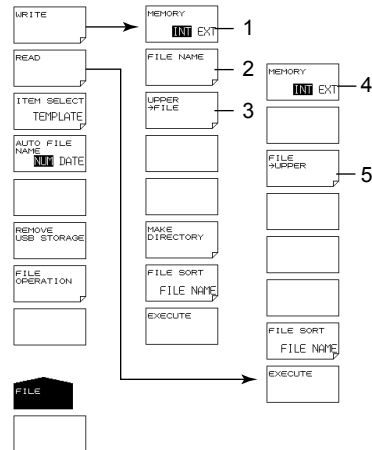 WRITE
READ
ITEM SELECT
TEMPLATE
AUTO FILE
NAME
NUM DATE
REMOVE
USB STORAGE
FILE
OPERATION
FILE
MEMORY
INT EXT
1
FILE NAME
2
UPPER
→FILE
3
MAKE
DIRECTORY
FILE SORT
FILE NAME
EXECUTE
MEMORY
INT EXT
4
FILE
→UPPER
5
FILE SORT
FILE NAME
EXECUTE